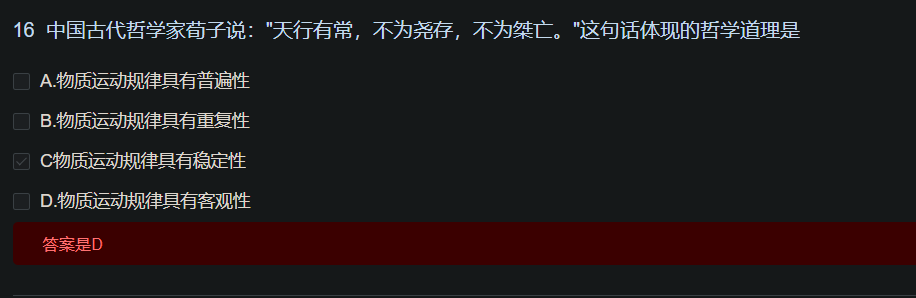 16 中国古代哲学家荀子说："天行有常，不为尧存，不为桀亡。"这句话体现的哲学道理是
A.物质运动规律具有普遍性
B.物质运动规律具有重复性
C物质运动规律具有稳定性
D.物质运动规律具有客观性
答案是D